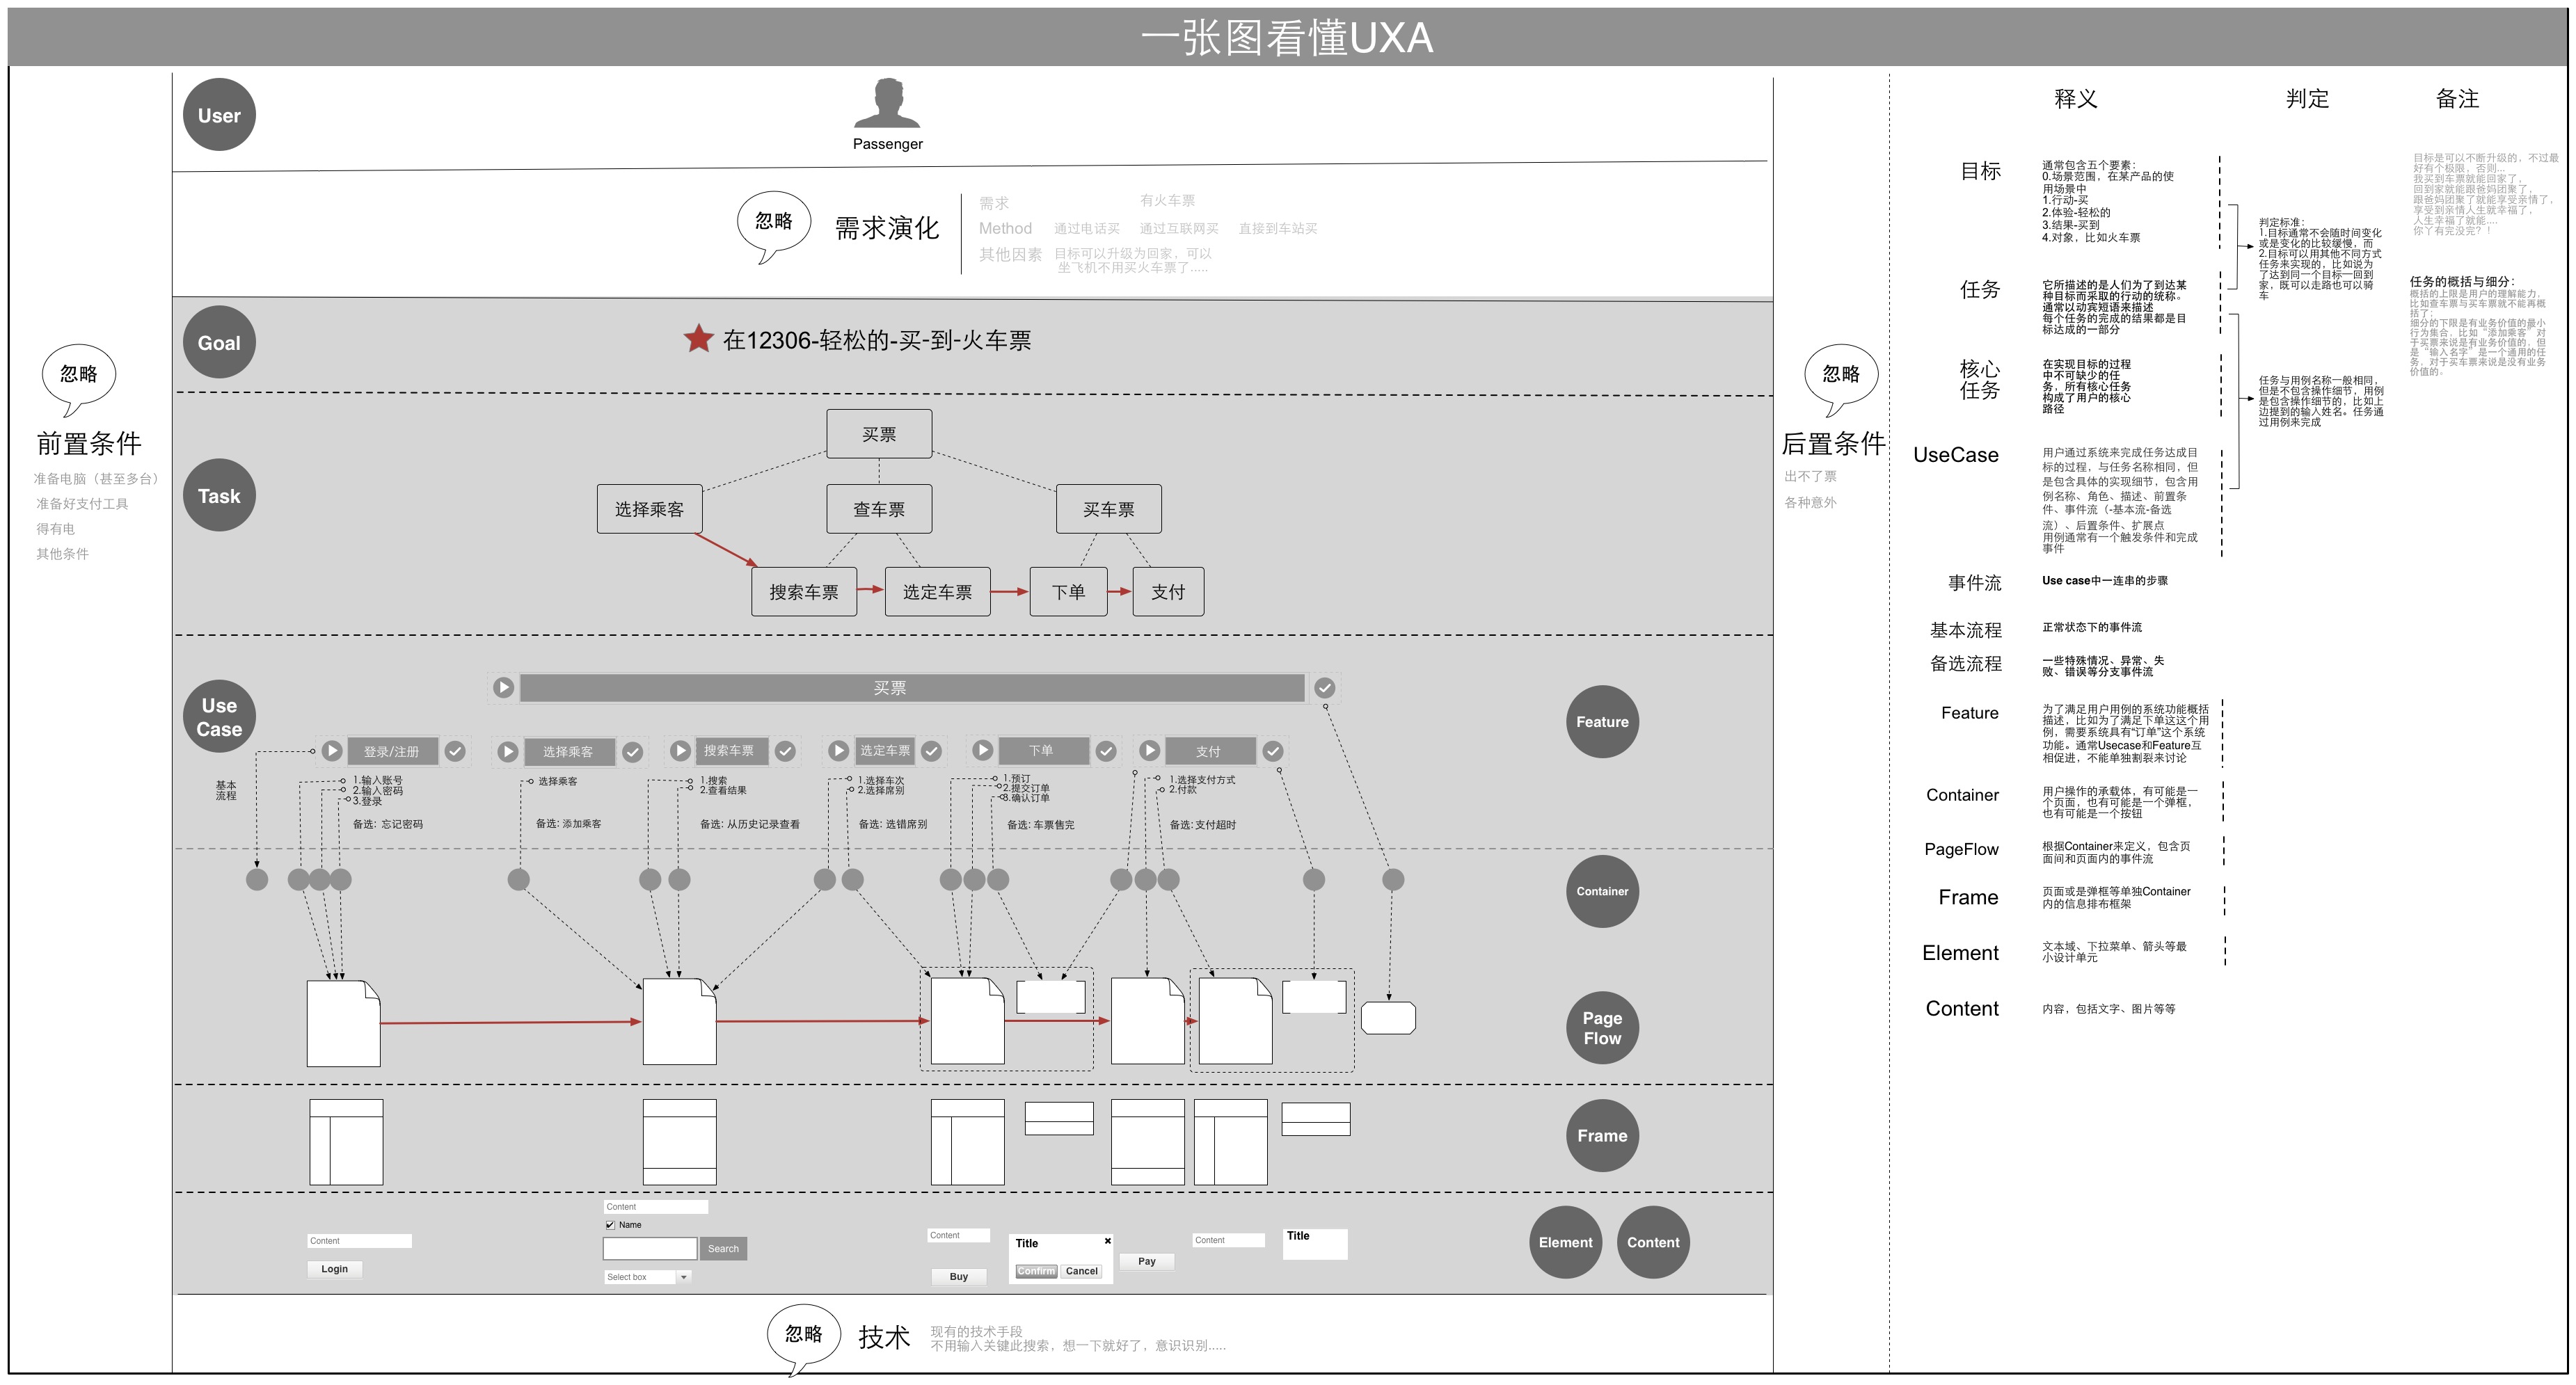 一张图看懂UXA
User
Passenger
忽略
需求演化
需求
有火车票
Method
通过电话买
通过互联网买
直接到车站买
其他因素
目标可以升级为回家，可以
坐飞机不用买火车票了.....
Goal
在12306-轻松的-买-到-火车票
忽略
前置条件
准备电脑（甚至多台）
准备好支付工具
得有电
其他条件
Task
买票
选择乘客
查车票
买车票
搜索车票
选定车票
下单
支付
Use
Case
买票
Feature
登录/注册
选择乘客
搜索车票
选定车票
下单
支付
基本
流程
1.输入账号
2.输入密码
3.登录
备选: 忘记密码
选择乘客
备选: 添加乘客
1.搜索
2.查看结果
备选: 从历史记录查看
1.选择车次
2.选择席别
备选: 选错席别
1.预订
2.提交订单
3.确认订单
备选: 车票售完
1.选择支付方式
2.付款
备选:支付超时
Container
Page
Flow
Frame
Content
Login
Content
Name
Search
Select box
Content
Buy
Title
Confirm
Cancel
Pay
Content
Title
Element
Content
忽略
技术
现有的技术手段
不用输入关键此搜索，想一下就好了，意识识别.....
忽略
后置条件
出不了票
各种意外
释义
判定
备注
目标
通常包含五个要素：
0.场景范围，在某产品的使
用场景中
1.行动-买
2.体验-轻松的
3.结果-买到
4.对象，比如火车票
判定标准：
1.目标通常不会随时间变化
或是变化的比较缓慢，而
2.目标可以用其他不同方式
任务来实现的，比如说为
了达到同一个目标—回到
家，既可以走路也可以骑
车
目标是可以不断升级的，不过最
好有个极限，否则...
我买到车票就能回家了，
回到家就能跟爸妈团聚了，
跟爸妈团聚了就能享受亲情了，
享受到亲情人生就幸福了，
人生幸福了就能....
你丫有完没完？！
任务
它所描述的是人们为了到达某
种目标而采取的行动的统称。
通常以动宾短语来描述
每个任务的完成的结果都是目
标达成的一部分
任务的概括与细分：
概括的上限是用户的理解能力，
比如查车票与买车票就不能再概
括了；
细分的下限是有业务价值的最小
行为集合，比如“添加乘客”对
于买票来说是有业务价值的，但
是“输入名字”是一个通用的任
务，对于买车票来说是没有业务
价值的。
核心
任务
在实现目标的过程
中不可缺少的任
务，所有核心任务
构成了用户的核心
路径
任务与用例名称一般相同，
但是不包含操作细节，用例
是包含操作细节的，比如上
边提到的输入姓名。任务通
过用例来完成
UseCase
用户通过系统来完成任务达成目
标的过程，与任务名称相同，但
是包含具体的实现细节，包含用
例名称、角色、描述、前置条
件、事件流（-基本流-备选
流）、后置条件、扩展点
用例通常有一个触发条件和完成
事件
事件流
Use case中一连串的步骤
基本流程
正常状态下的事件流
备选流程
一些特殊情况、异常、失
败、错误等分支事件流
Feature
为了满足用户用例的系统功能概括
描述，比如为了满足下单这这个用
例，需要系统具有“订单”这个系统
功能。通常Usecase和Feature互
相促进，不能单独割裂来讨论
Container
用户操作的承载体，有可能是一
个页面，也有可能是一个弹框，
也有可能是一个按钮
PageFlow
根据Container来定义，包含页
面间和页面内的事件流
Frame
页面或是弹框等单独Container
内的信息排布框架
Element
文本域、下拉菜单、箭头等最
小设计单元
Content
内容，包括文字、图片等等